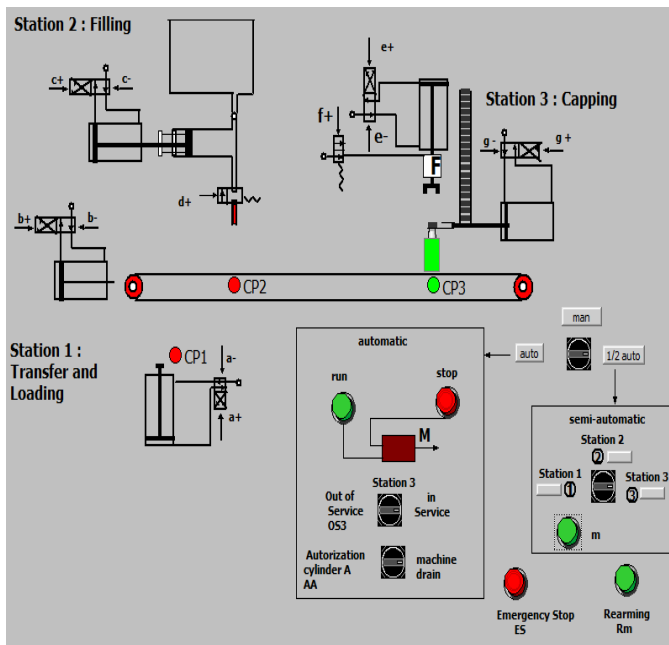 Station 2 : Filling
c+
c-
e+
f+
e-
F
Station 3 : Capping
g -
g +
d+
b+
b-
CP2
CP3
Station 1 :
Transfer and
Loading
CP1
a-
a+
man
auto
1/2 auto
automatic
run
stop
M
Station 3
Out of
Service
OS3
in
Service
Autorization
cylinder A
AA
machine
drain
semi-automatic
Station 2
2
Station 1
1
Station 3
3
m
Emergency Stop
ES
Rearming
Rm